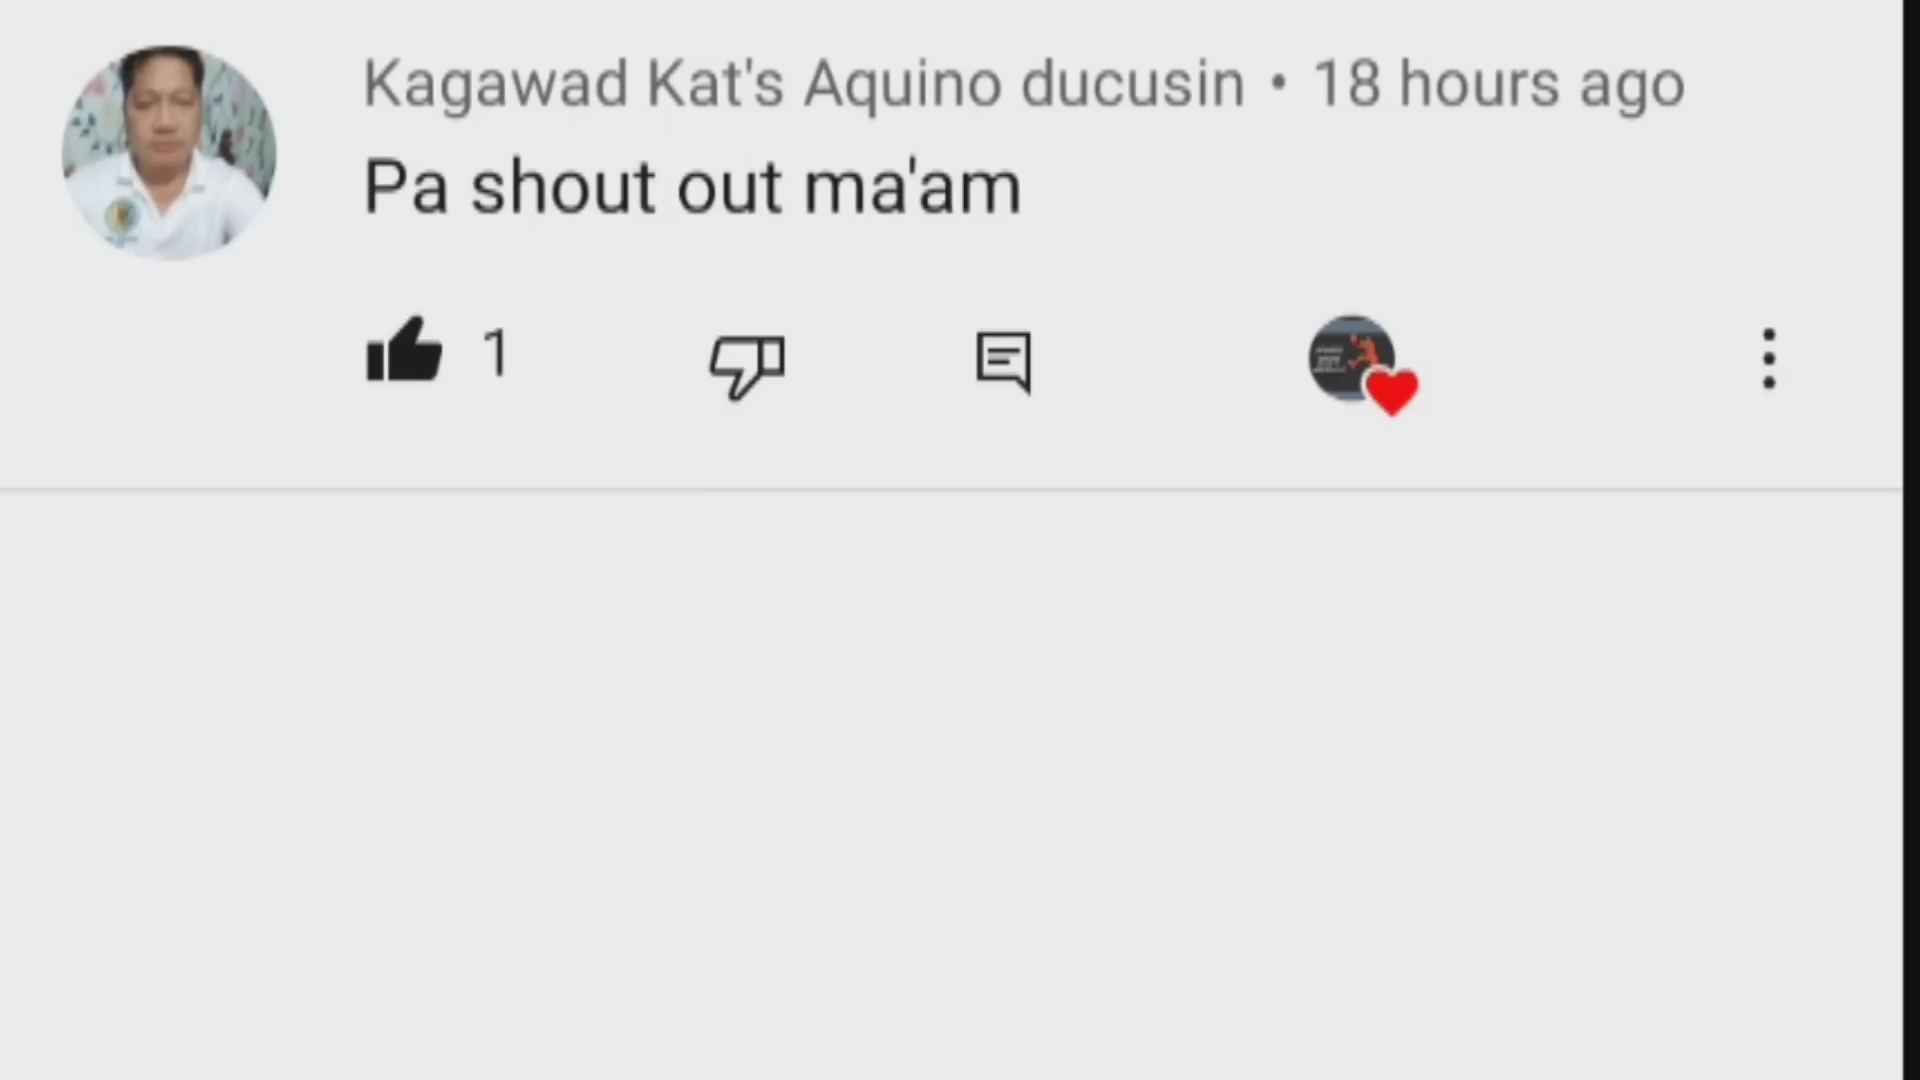 Kagawad Kat's Aquino ducusin • 18 hours ago
Pa shout out ma'am
1